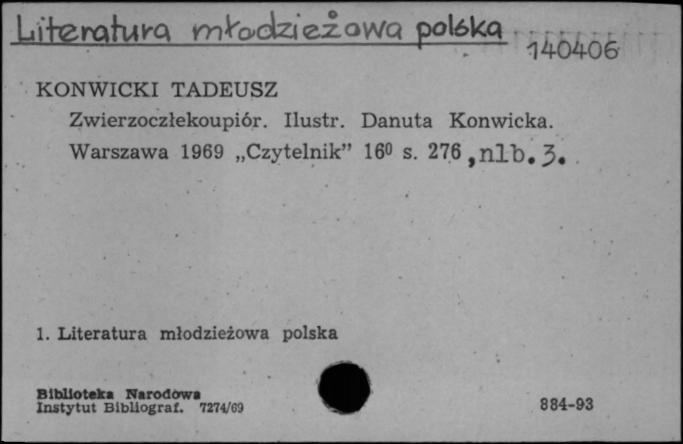 Literatura młodzieżowa polska
140406
KONWICKI TADEUSZ
Zwierzoczłekoupiór. Ilustr. Danuta Konwicka.
Warszawa 1969 „Czytelnik” 16⁰ s. 276, nlb. 3.
1. Literatura młodzieżowa polska
Biblioteka Narodowa
Instytut Bibliograf. 7274/69
884-93